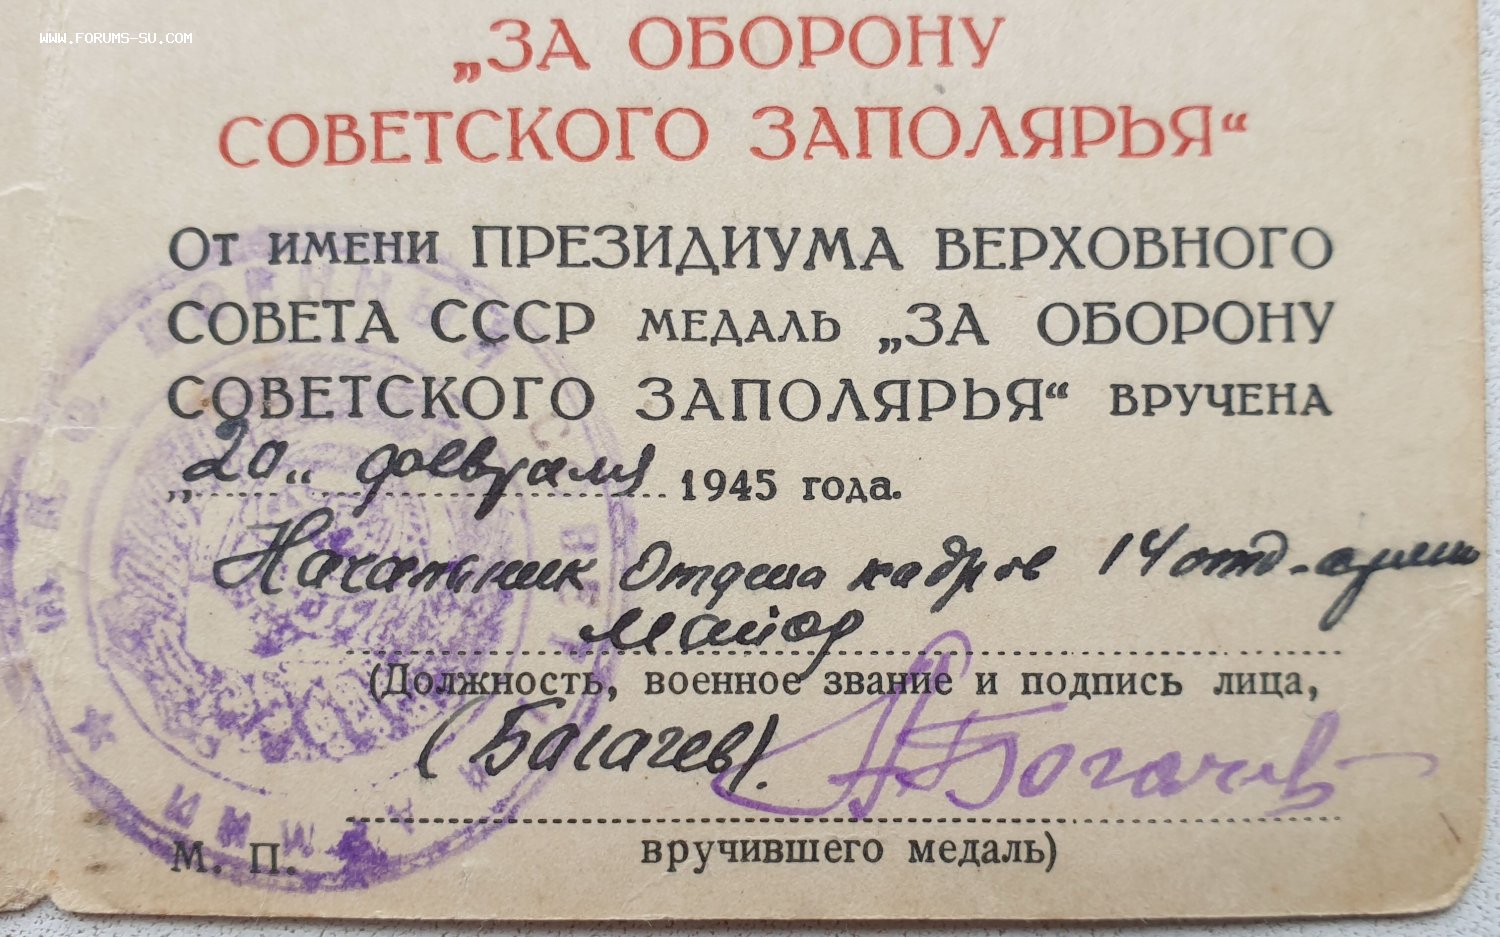 WWW.FORUMS-SU.COM
„ЗА ОБОРОНУ
СОВЕТСКОГО ЗАПОЛЯРЬЯ“
От имени ПРЕЗИДИУМА ВЕРХОВНОГО
СОВЕТА СССР медаль „ЗА ОБОРОНУ
СОВЕТСКОГО ЗАПОЛЯРЬЯ“ вручена
„20“ февраля 1945 года.
Начальник Отдела кадров 14 отд. армии
майор
(Должность, военное звание и подпись лица,
(Багачев). Богачев
вручившего медаль)
М. П.